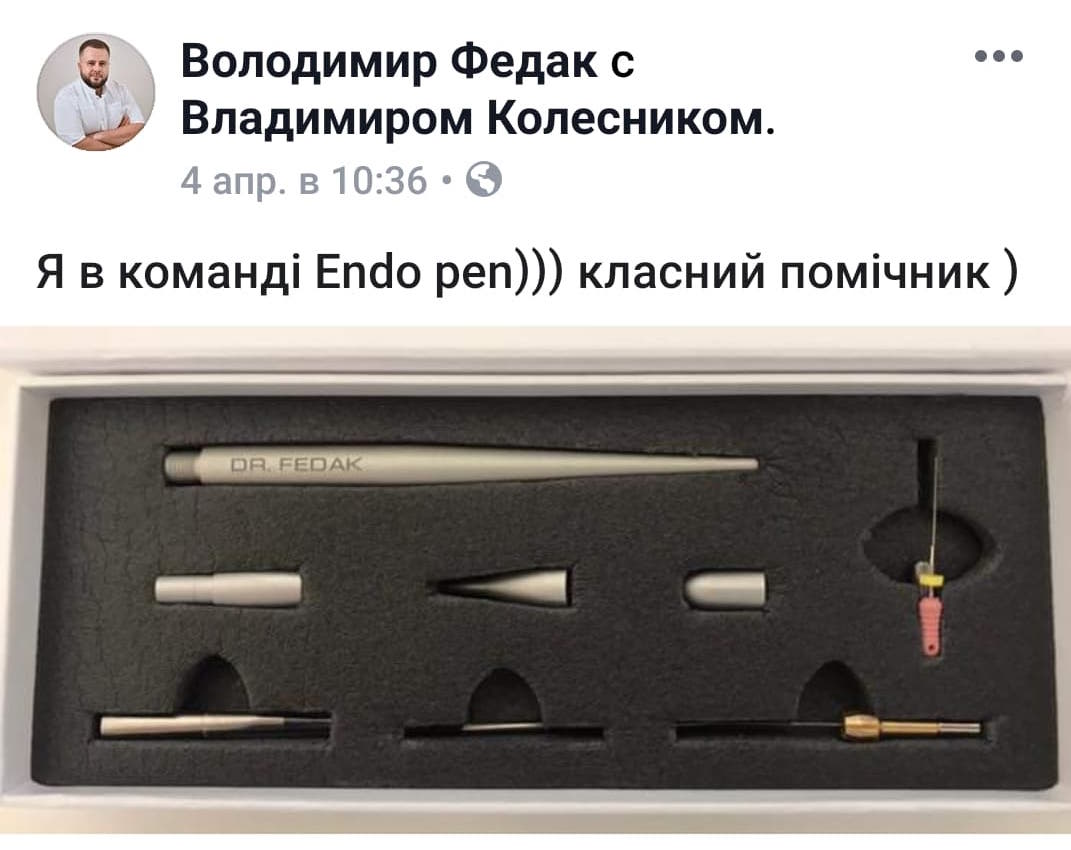 Володимир Федак с
Владимиром Колесником.
4 апр. в 10:36 •
Я в команді Endo pen))) класний помічник )
DR. FEDAK